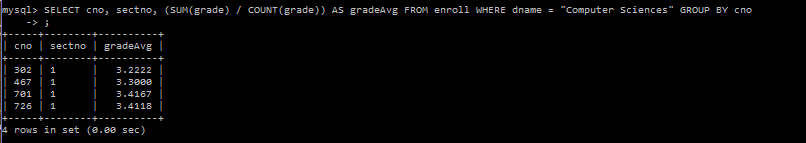 mysql> SELECT cno, sectno, (SUM(grade) / COUNT(grade)) AS gradeAvg FROM enroll WHERE dname = "Computer Sciences" GROUP BY cno
    -> ;
+-----+--------+----------+
| cno | sectno | gradeAvg |
+-----+--------+----------+
| 302 | 1      |   3.2222 |
| 467 | 1      |   3.3000 |
| 701 | 1      |   3.4167 |
| 726 | 1      |   3.4118 |
+-----+--------+----------+
4 rows in set (0.00 sec)